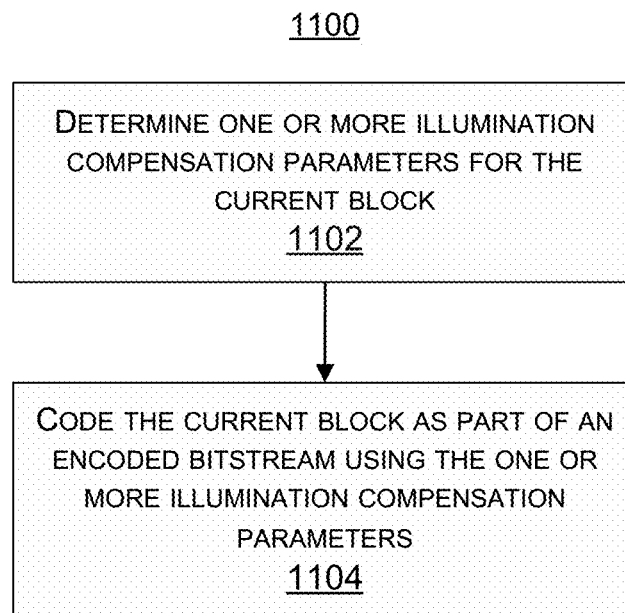 1100
DETERMINE ONE OR MORE ILLUMINATION
COMPENSATION PARAMETERS FOR THE
CURRENT BLOCK
1102
CODE THE CURRENT BLOCK AS PART OF AN
ENCODED BITSTREAM USING THE ONE OR
MORE ILLUMINATION COMPENSATION
PARAMETERS
1104